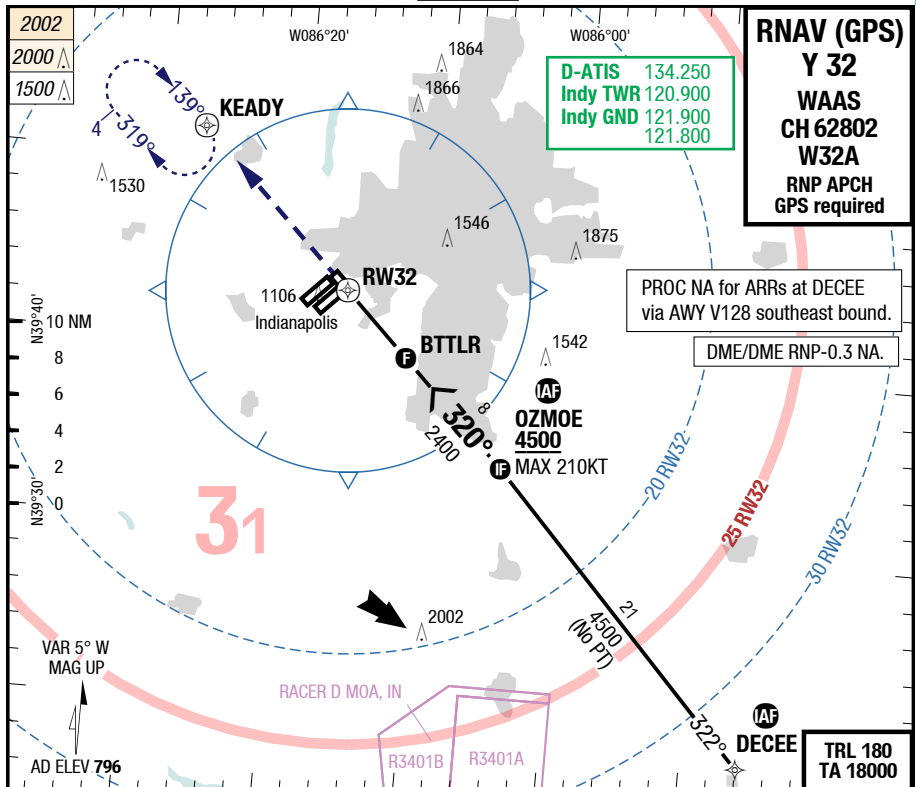 2002
2000
1500
W086°20'
W086°00'
1864
1866
D-ATIS 134.250
Indy TWR 120.900
Indy GND 121.900
121.800
RNAV (GPS)
Y 32
WAAS
CH 62802
W32A
RNP APCH
GPS required
139°
KEADY
4
319°
1530
1546
1875
RW32
1106
Indianapolis
PROC NA for ARRs at DECEE
via AWY V128 southeast bound.
DME/DME RNP-0.3 NA.
N39°40'
10 NM
8
6
4
2
0
N39°30'
F
BTTLR
1542
IAF
OZMOE
4500
MAX 210KT
8
320°
2400
IF
20 RW32
25 RW32
30 RW32
31
2002
21
4500
(No PT)
VAR 5° W
MAG UP
AD ELEV 796
RACER D MOA, IN
R3401B
R3401A
322°
IAF
DECEE
TRL 180
TA 18000